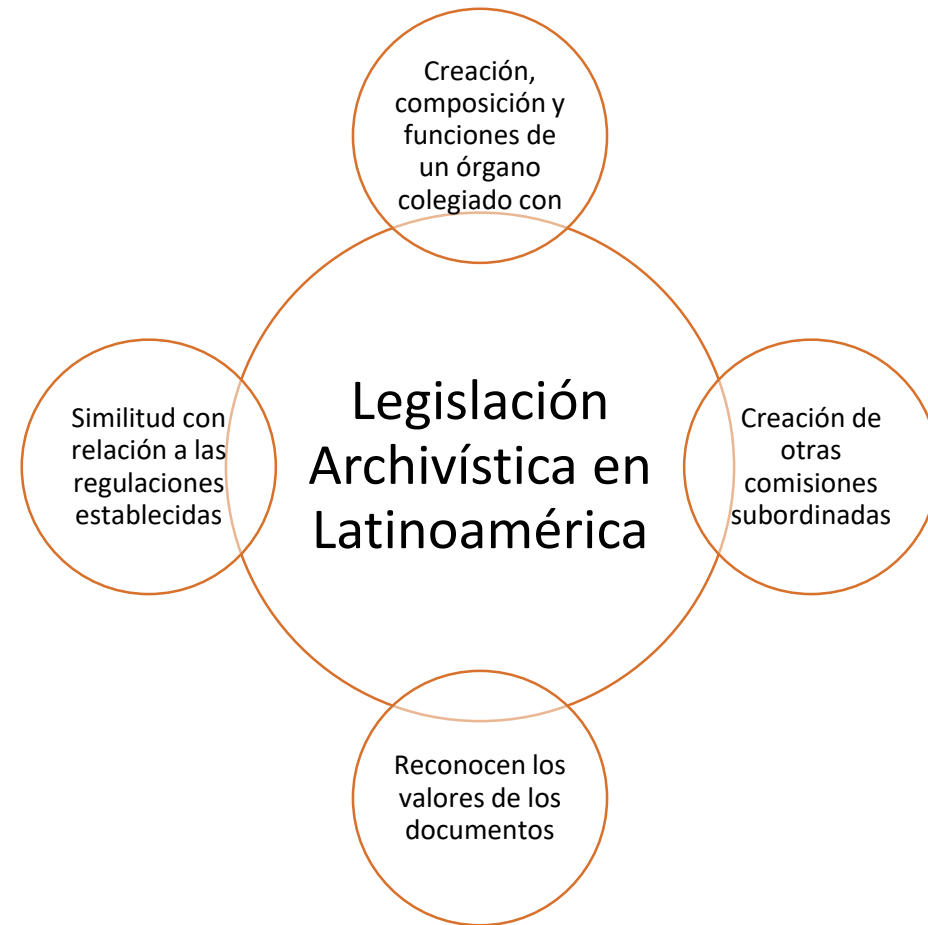 Creación,
composición y
funciones de
un órgano
colegiado con
Similitud con
relación a las
regulaciones
establecidas
Legislación
Archivística en
Latinoamérica
Creación de
otras
comisiones
subordinadas
Reconocen los
valores de los
documentos